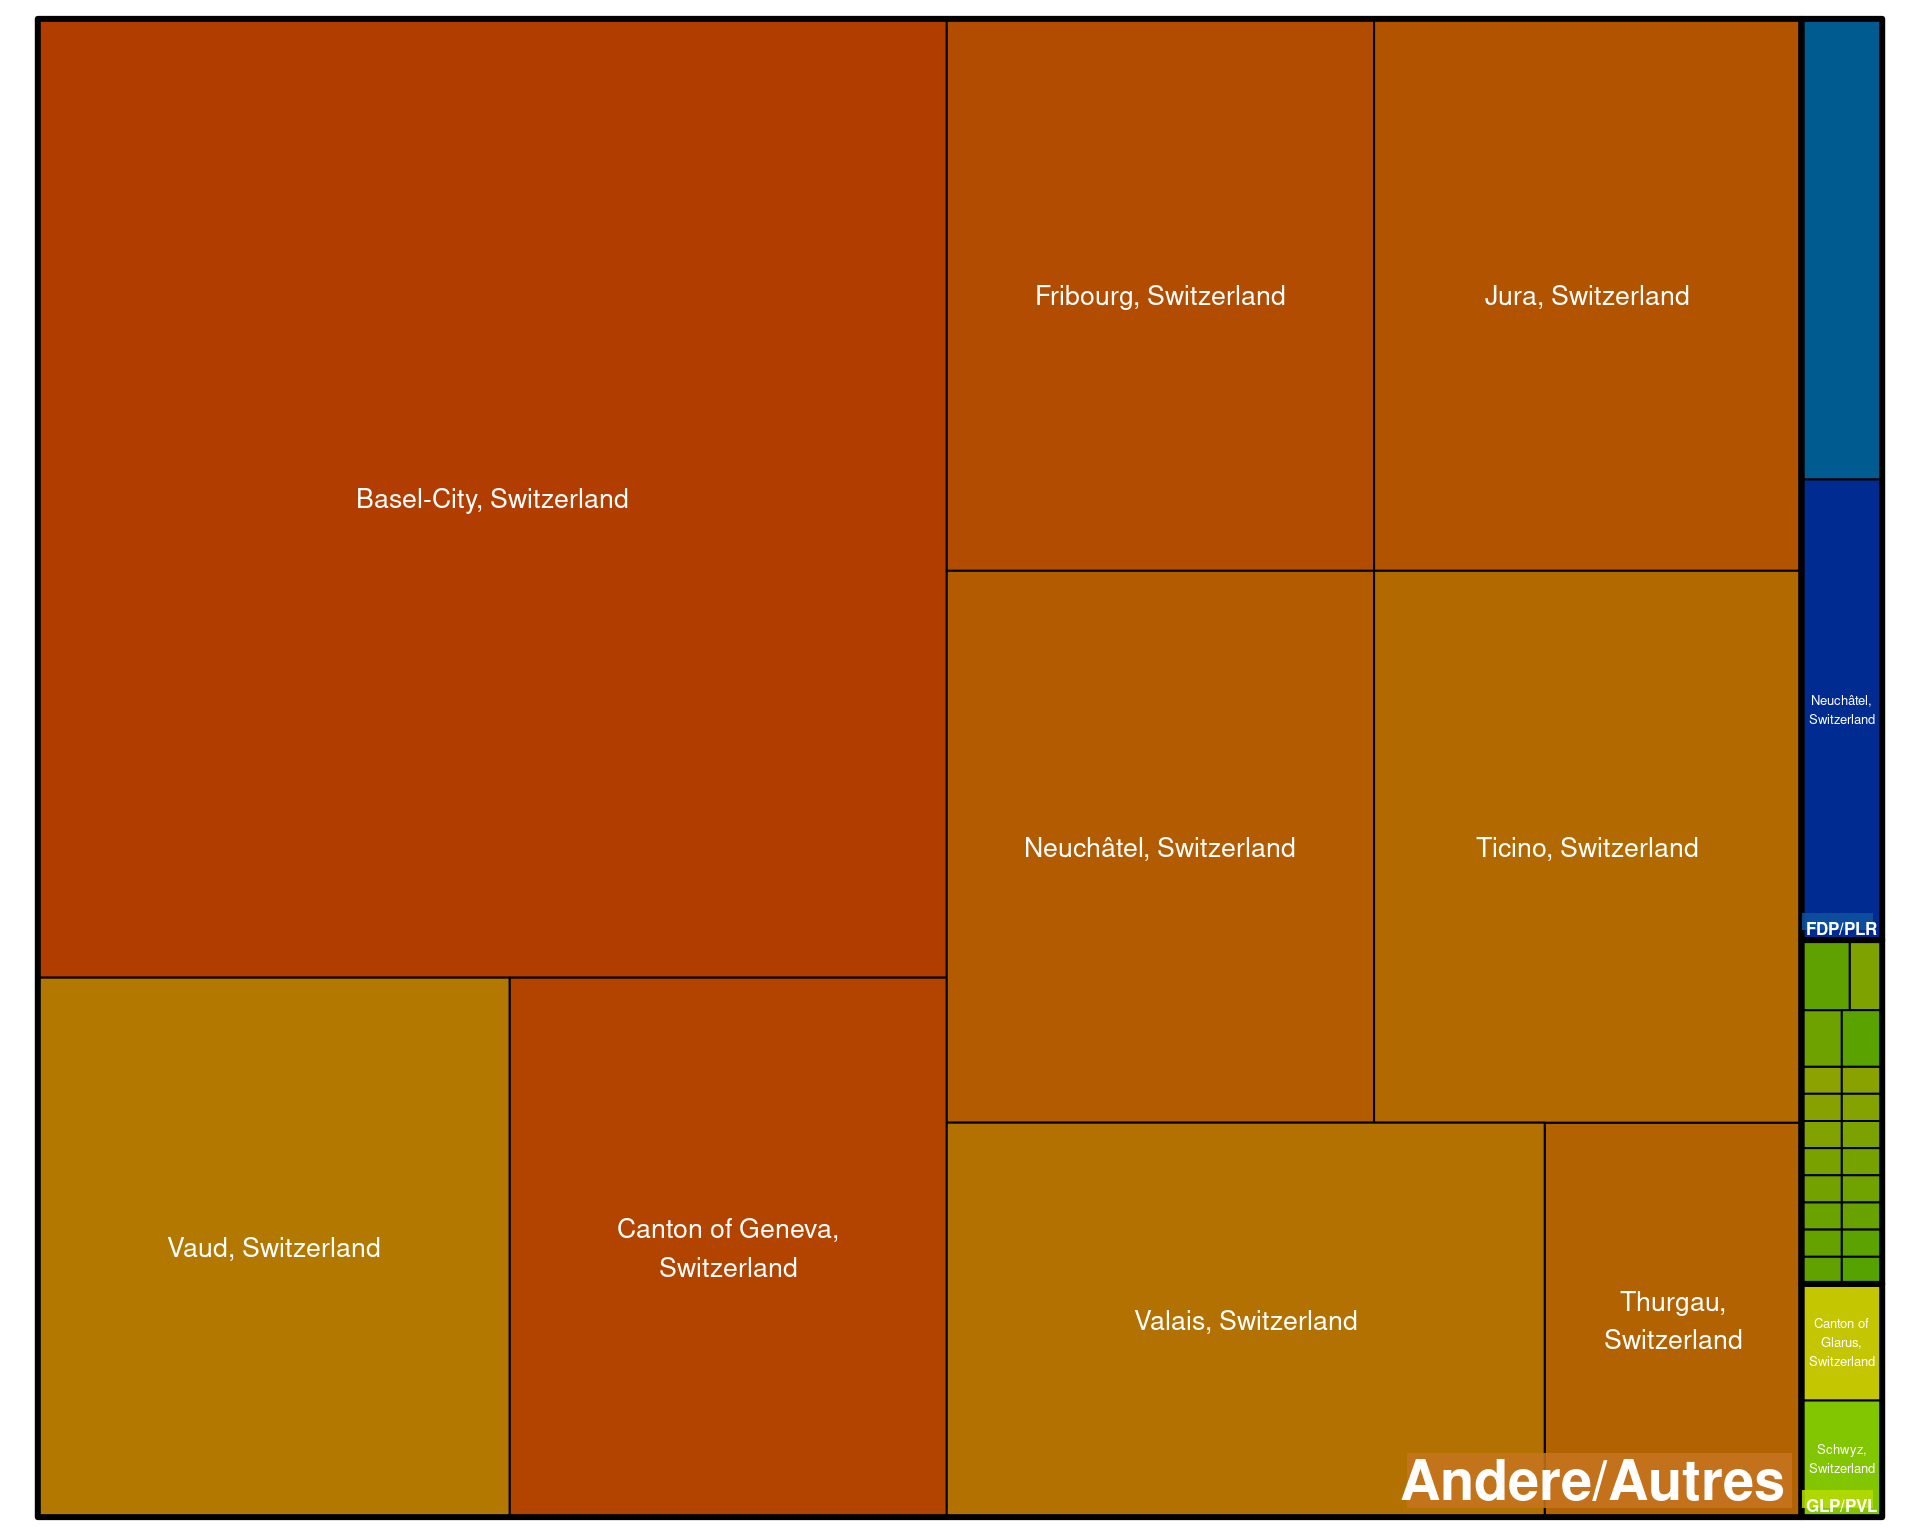 Basel-City, Switzerland
Fribourg, Switzerland
Jura, Switzerland
Neuchâtel, Switzerland
Ticino, Switzerland
Vaud, Switzerland
Canton of Geneva,
Switzerland
Valais, Switzerland
Thurgau,
Switzerland
Andere/Autres
Neuchâtel,
Switzerland
FDP/PLR
Canton of
Glarus,
Switzerland
Schwyz,
Switzerland
GLP/PVL